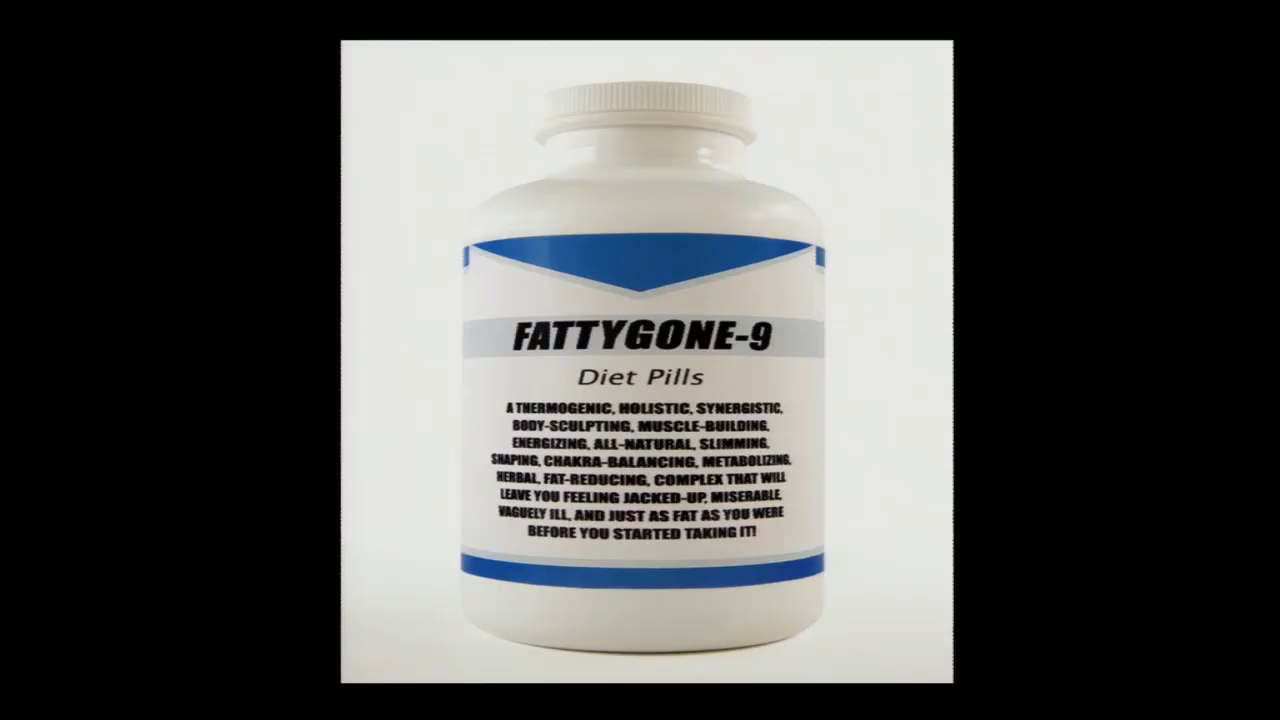 FATTYGONE-9
Diet Pills
A THERMOGENIC, HOLISTIC, SYNERGISTIC,
BODY-SCULPTING, MUSCLE-BUILDING,
ENERGIZING, ALL-NATURAL, SLIMMING,
SHAPING, CHAKRA-BALANCING, METABOLIZING,
HERBAL, FAT-REDUCING, COMPLEX THAT WILL
LEAVE YOU FEELING JACKED-UP, MISERABLE,
VAGUELY ILL, AND JUST AS FAT AS YOU WERE
BEFORE YOU STARTED TAKING IT!